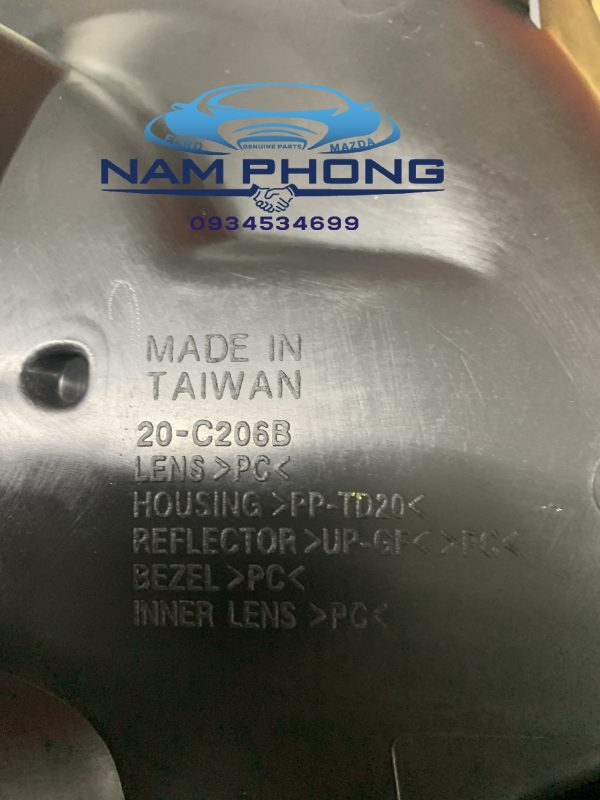 FORD
GENUINE PARTS
MAZDA
NAM PHONG
0934534699
MADE IN
TAIWAN
20-C206B
LENS >PC<
HOUSING >PP-TD20<
REFLECTOR >UP-GF< >PC<
BEZEL >PC<
INNER LENS >PC<